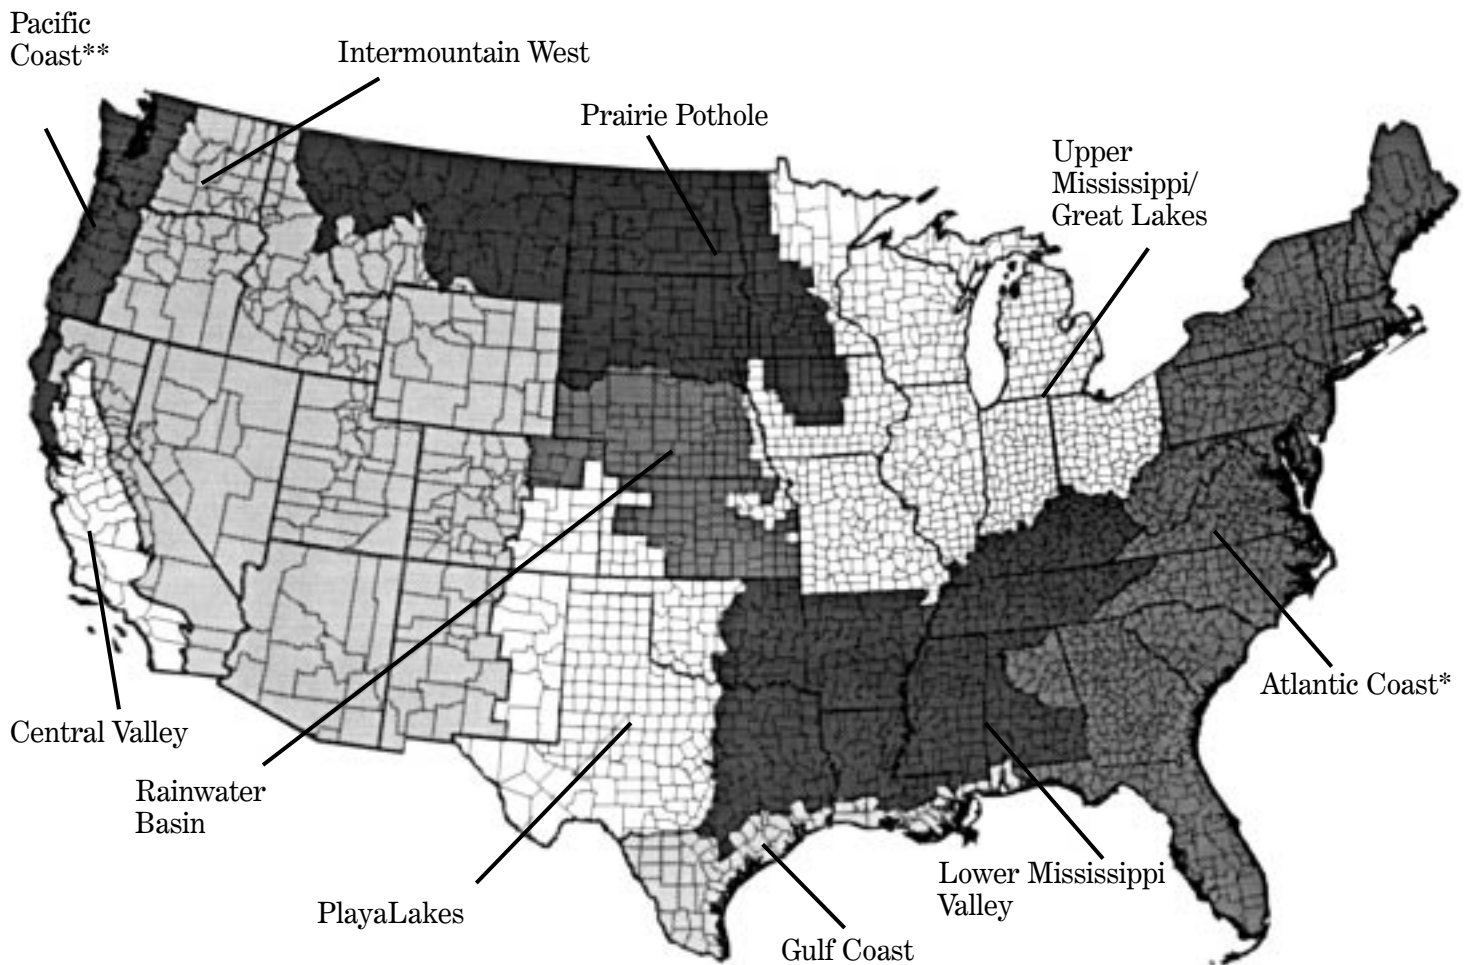 Pacific
Coast**
Intermountain West
Prairie Pothole
Upper
Mississippi/
Great Lakes
Atlantic Coast*
Central Valley
Rainwater
Basin
PlayaLakes
Lower Mississippi
Valley
Gulf Coast